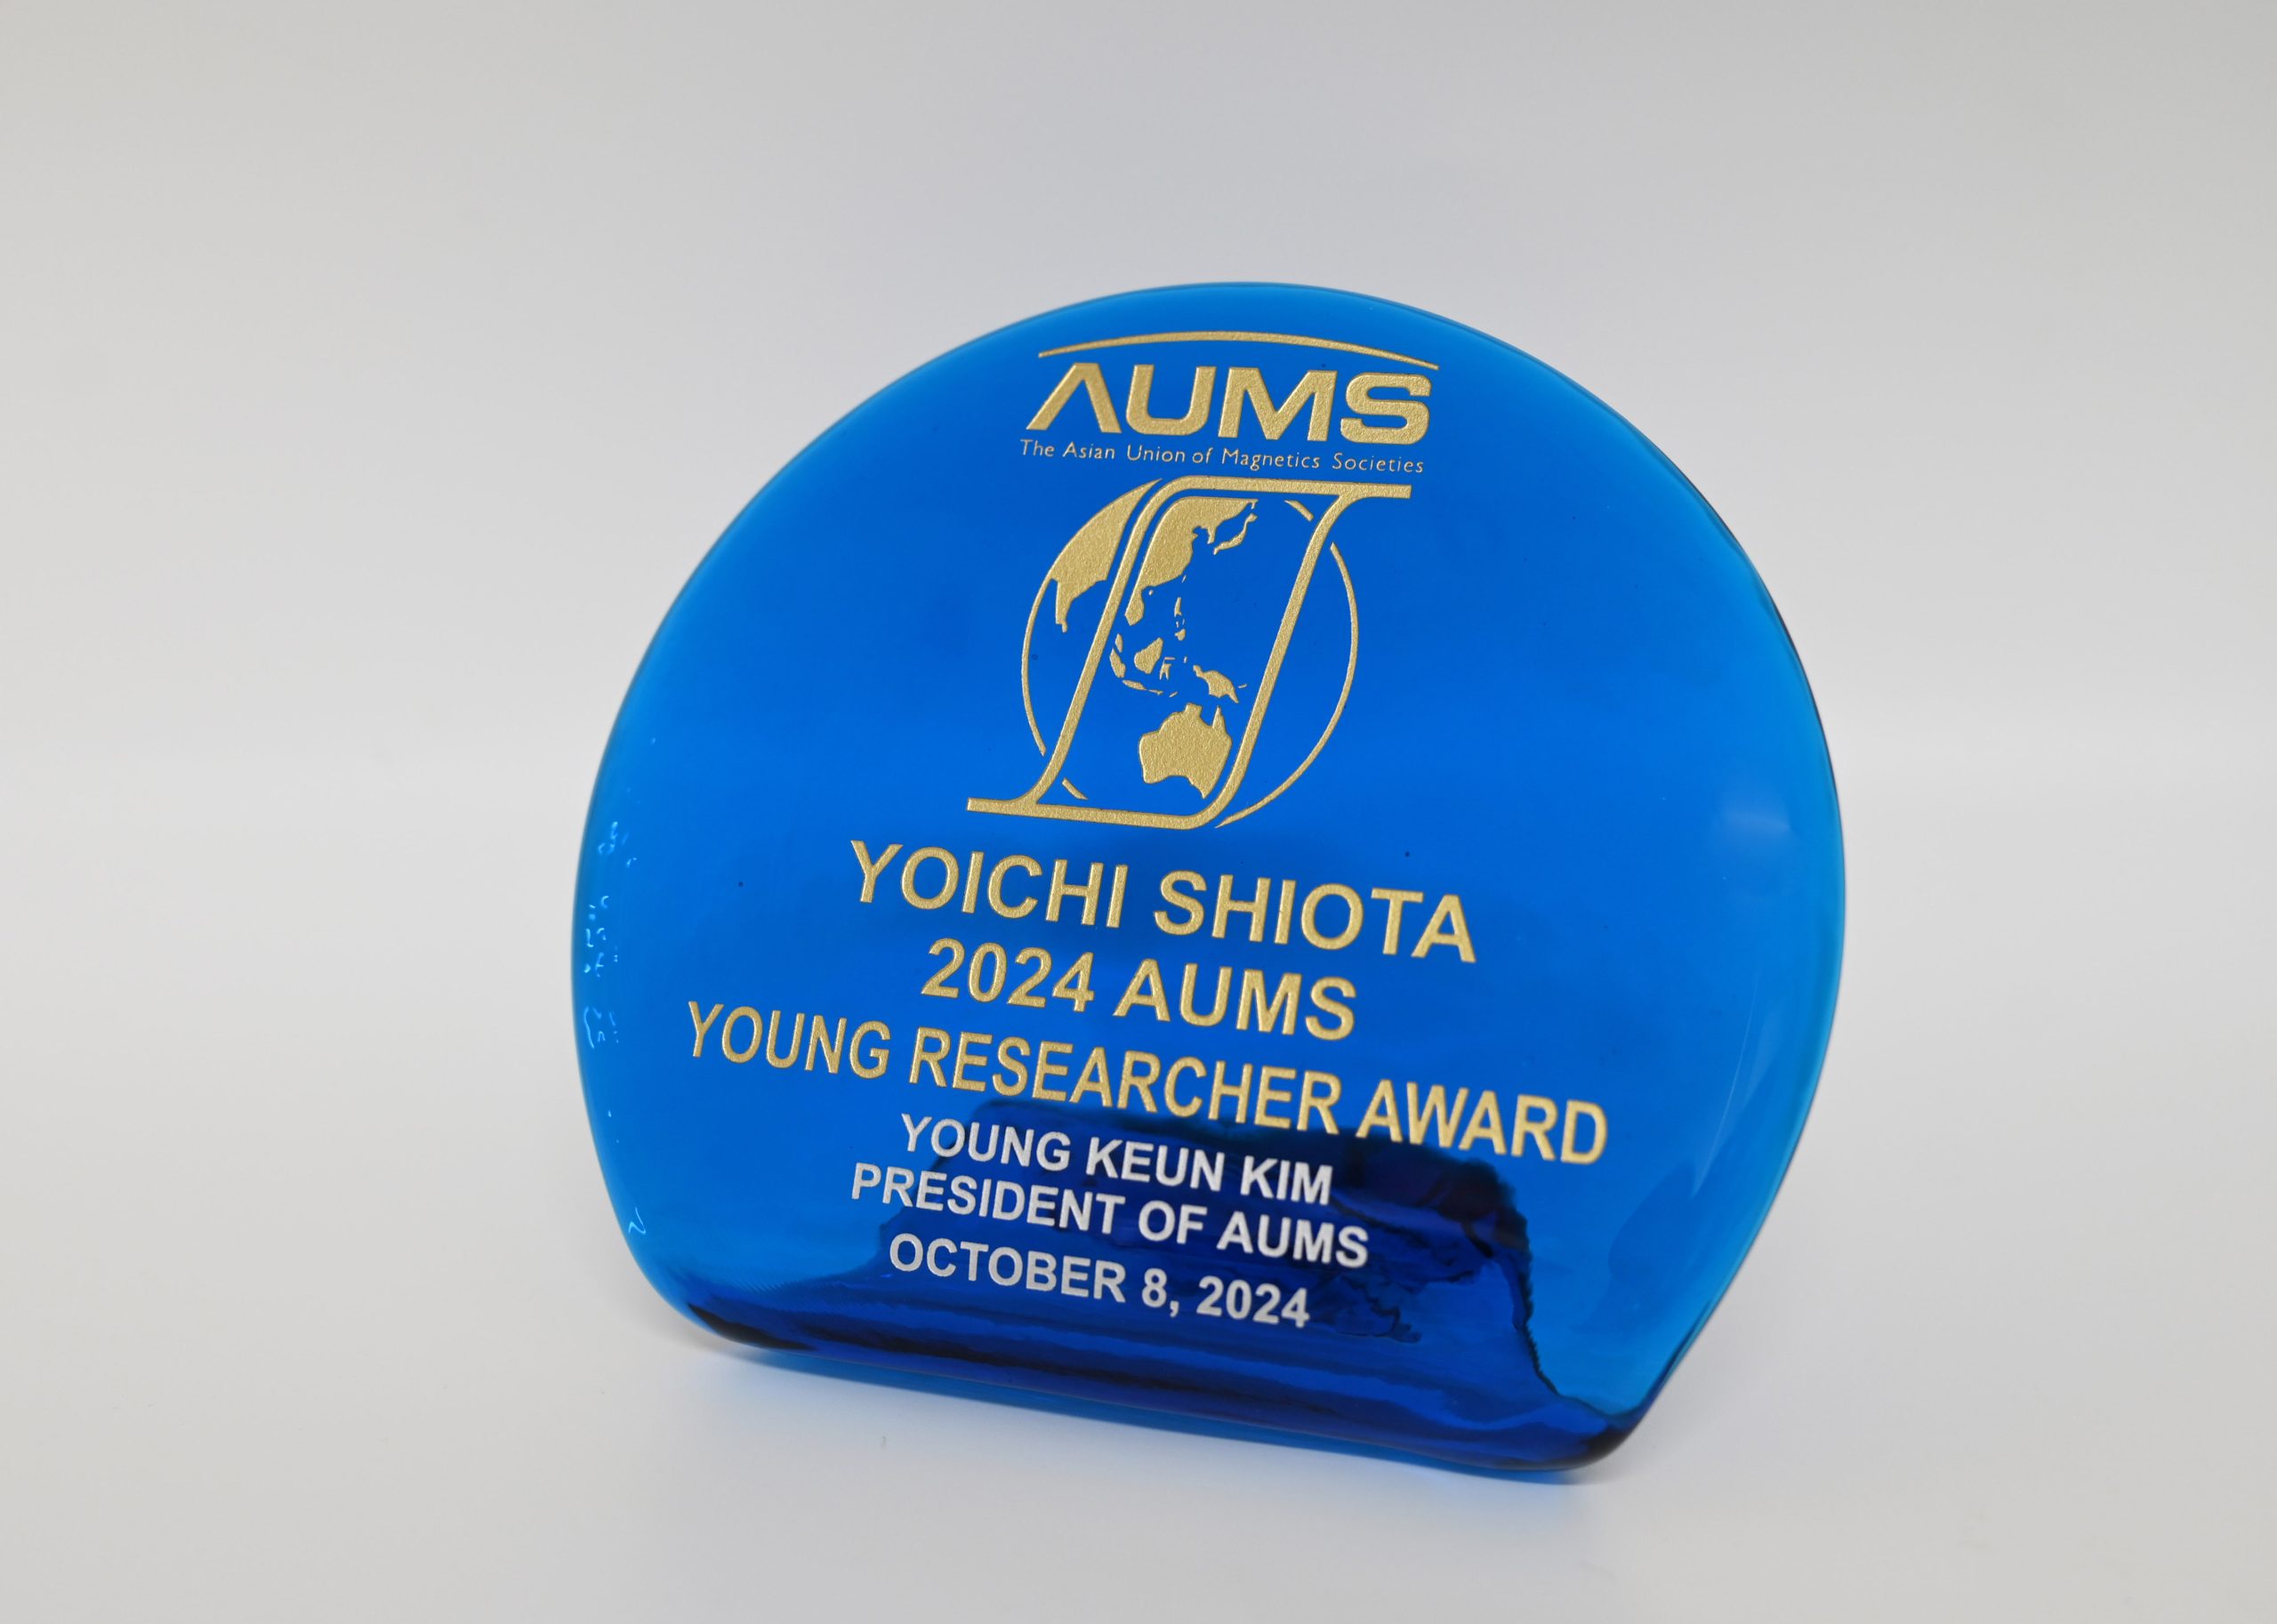 AUMS
The Asian Union of Magnetics Societies
YOICHI SHIOTA
2024 AUMS
YOUNG RESEARCHER AWARD
YOUNG KEUN KIM
PRESIDENT OF AUMS
OCTOBER 8, 2024